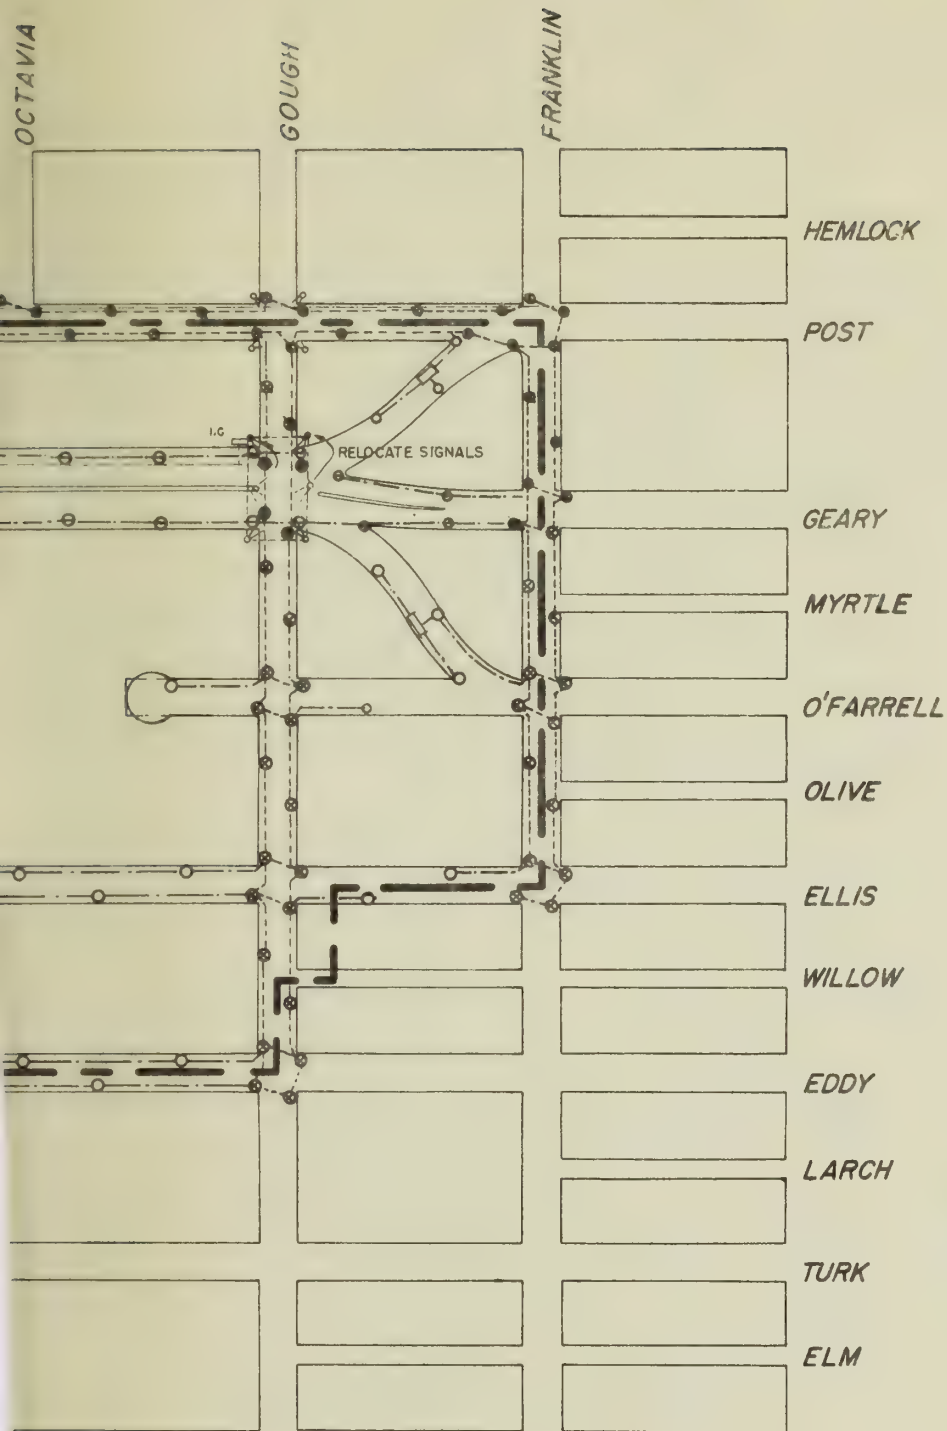 OCTAVIA
GOUGH
FRANKLIN
HEMLOCK
POST
I.G
RELOCATE SIGNALS
GEARY
MYRTLE
O'FARRELL
OLIVE
ELLIS
WILLOW
EDDY
LARCH
TURK
ELM